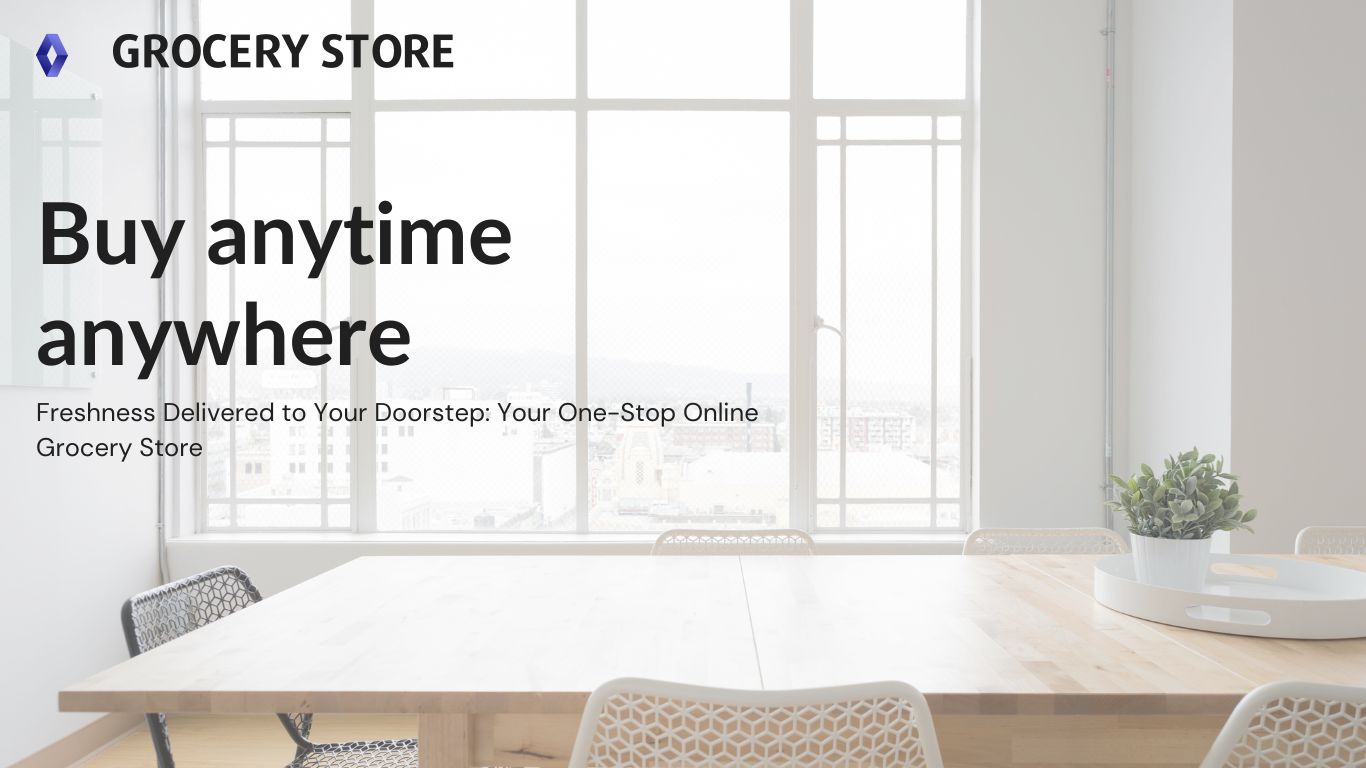 GROCERY STORE
Buy anytime
anywhere
Freshness Delivered to Your Doorstep: Your One-Stop Online
Grocery Store